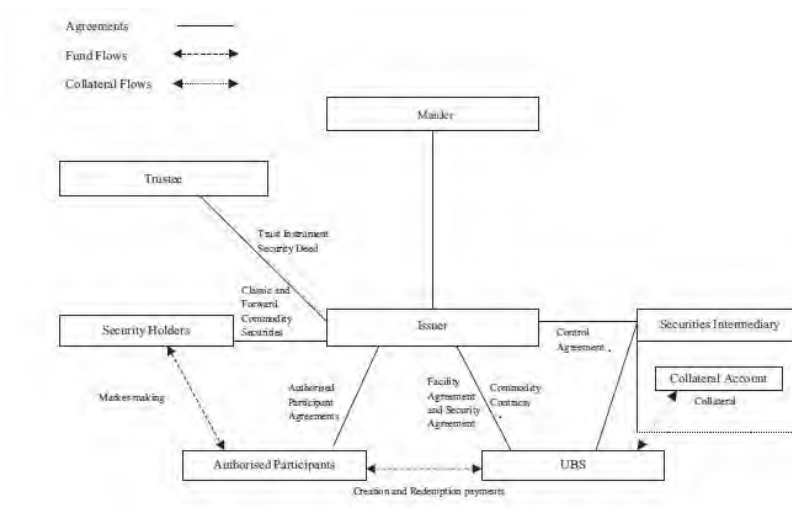 Agreements
Fund Flows
Collateral Flows
Trustee
Trust Instrument
Security Deed
Classic and
Forward
Commodity
Securities
Security Holders
Issuer
Control
Agreement
Securities Intermediary
Collateral Account
Collateral
Market-making
Authorised
Participant
Agreements
Facility
Agreement
and Security
Agreement
Commodity
Contracts
Authorised Participants
UBS
Creation and Redemption payments